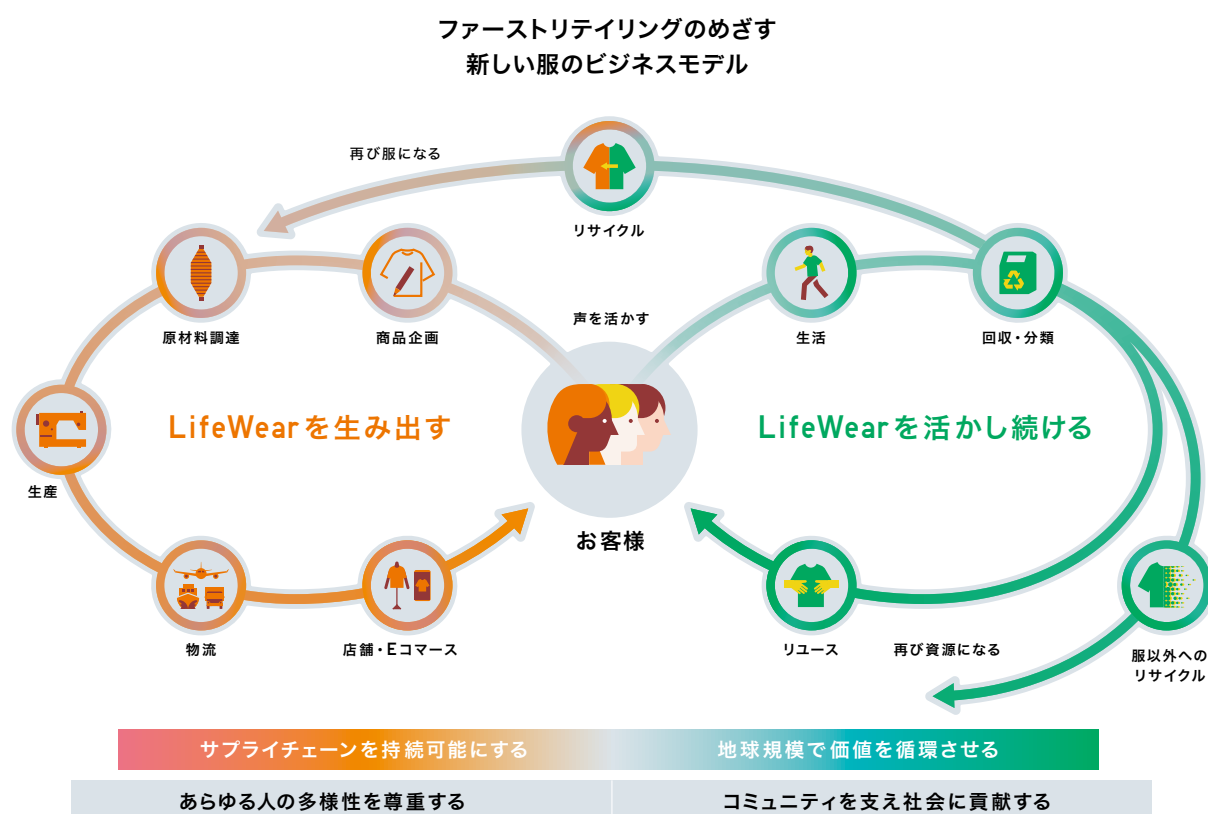 ファーストリテイリングのめざす
新しい服のビジネスモデル
再び服になる
リサイクル
原材料調達
商品企画
声を活かす
生活
回収・分類
LifeWearを生み出す
LifeWearを活かし続ける
生産
お客様
物流
店舗・Eコマース
リユース
再び資源になる
服以外への
リサイクル
サプライチェーンを持続可能にする
地球規模で価値を循環させる
あらゆる人の多様性を尊重する
コミュニティを支え社会に貢献する